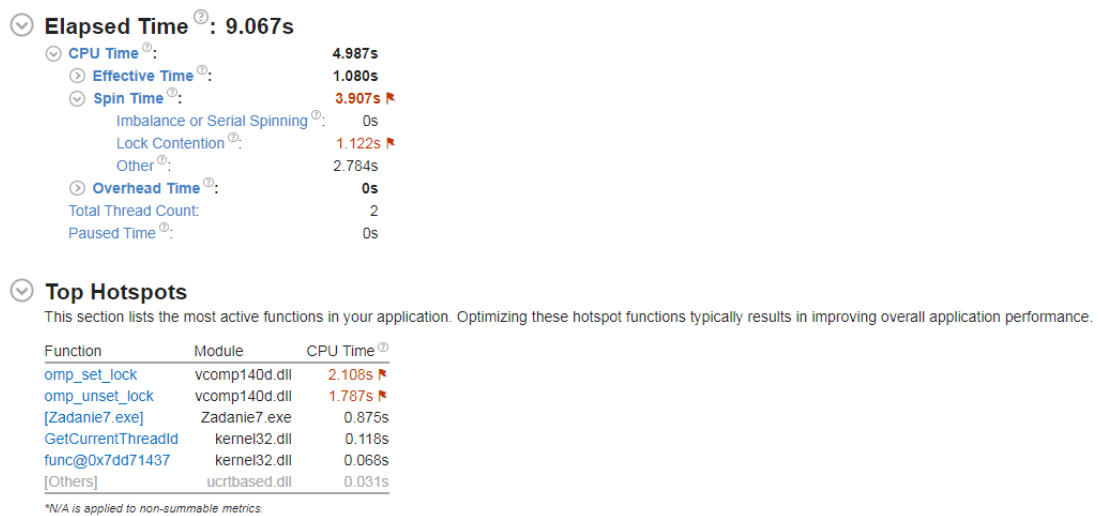 Elapsed Time ?: 9.067s
CPU Time ?: 4.987s
Effective Time ?: 1.080s
Spin Time ?: 3.907s
Imbalance or Serial Spinning ?: 0s
Lock Contention ?: 1.122s
Other ?: 2.784s
Overhead Time ?: 0s
Total Thread Count: 2
Paused Time ?: 0s
Top Hotspots
This section lists the most active functions in your application. Optimizing these hotspot functions typically results in improving overall application performance.
Function Module CPU Time ?
omp_set_lock vcomp140d.dll 2.108s
omp_unset_lock vcomp140d.dll 1.787s
[Zadanie7.exe] Zadanie7.exe 0.875s
GetCurrentThreadId kernel32.dll 0.118s
func@0x7dd71437 kernel32.dll 0.068s
[Others] ucrtbased.dll 0.031s
*N/A is applied to non-summable metrics.